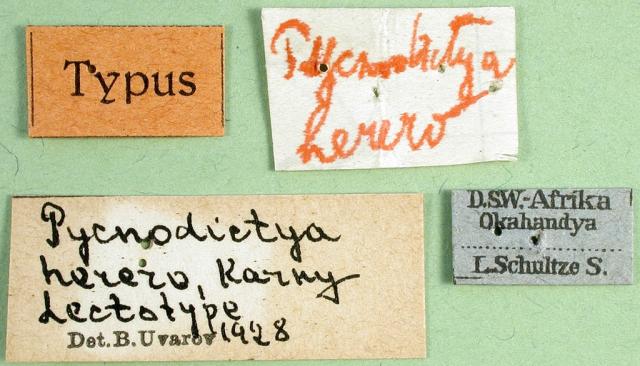 Typus
Pycnodictya
herero
Pycnodictya
herero, Karny
Lectotype
Det. B. Uvarov 1928
D.SW.-Afrika
Okahandya
L. Schultze S.